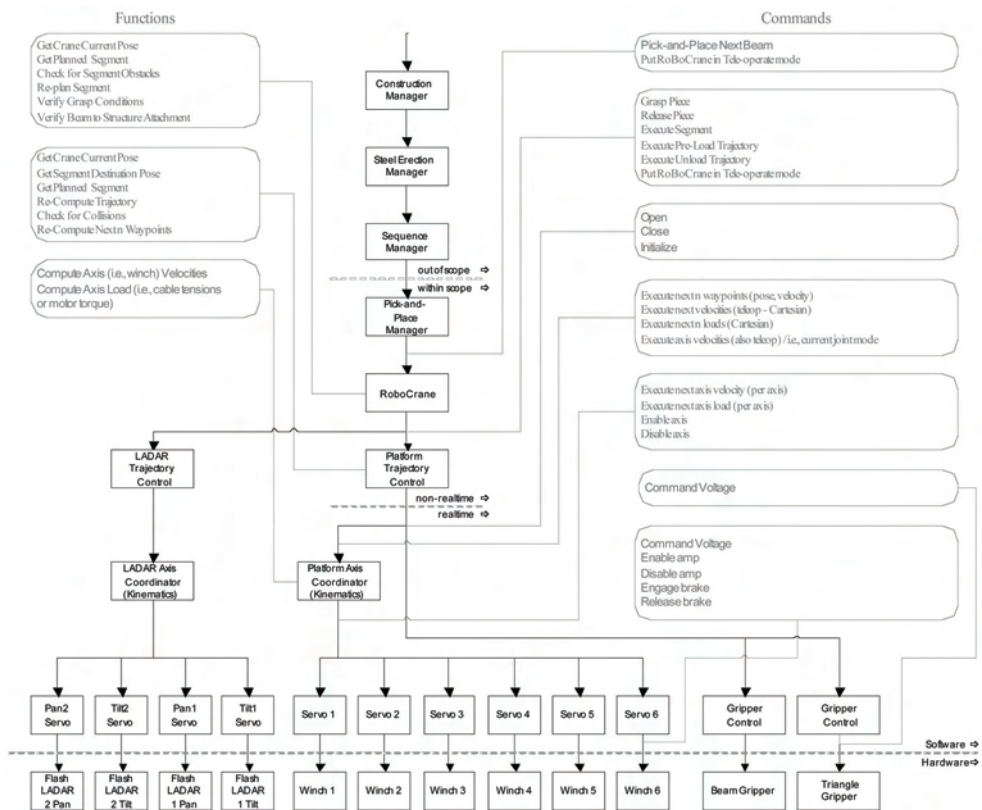 Functions
Commands
Get Crane Current Pose
Get Planned Segment
Check for Segment Obstacles
Re-plan Segment
Verify Grasp Conditions
Verify Beam to Structure Attachment
Get Crane Current Pose
Get Segment Destination Pose
Get Planned Segment
Re-Compute Trajectory
Check for Collisions
Re-Compute Next n Waypoints
Compute Axis (i.e., winch) Velocities
Compute Axis Load (i.e., cable tensions
or motor torque)
Construction
Manager
Steel Erection
Manager
Sequence
Manager
out of scope ⇨
within scope ⇨
Pick-and-
Place
Manager
RoboCrane
LADAR
Trajectory
Control
Platform
Trajectory
Control
non-realtime ⇨
realtime ⇨
LADAR Axis
Coordinator
(Kinematics)
Platform Axis
Coordinator
(Kinematics)
Pick-and-Place Next Beam
Put RoBoCrane in Tele-operate mode
Grasp Piece
Release Piece
Execute Segment
Execute Pre-Load Trajectory
Execute Unload Trajectory
Put RoBoCrane in Tele-operate mode
Open
Close
Initialize
Execute next n waypoints (pose, velocity)
Execute next velocities (teleop - Cartesian)
Execute next n loads (Cartesian)
Execute axis velocities (also teleop) / i.e., current joint mode
Execute next axis velocity (per axis)
Execute next axis load (per axis)
Enable axis
Disable axis
Command Voltage
Command Voltage
Enable amp
Disable amp
Engage brake
Release brake
Pan2
Servo
Tilt2
Servo
Pan1
Servo
Tilt1
Servo
Servo 1
Servo 2
Servo 3
Servo 4
Servo 5
Servo 6
Gripper
Control
Gripper
Control
Software ⇨
Hardware ⇨
Flash
LADAR
2 Pan
Flash
LADAR
2 Tilt
Flash
LADAR
1 Pan
Flash
LADAR
1 Tilt
Winch 1
Winch 2
Winch 3
Winch 4
Winch 5
Winch 6
Beam Gripper
Triangle
Gripper